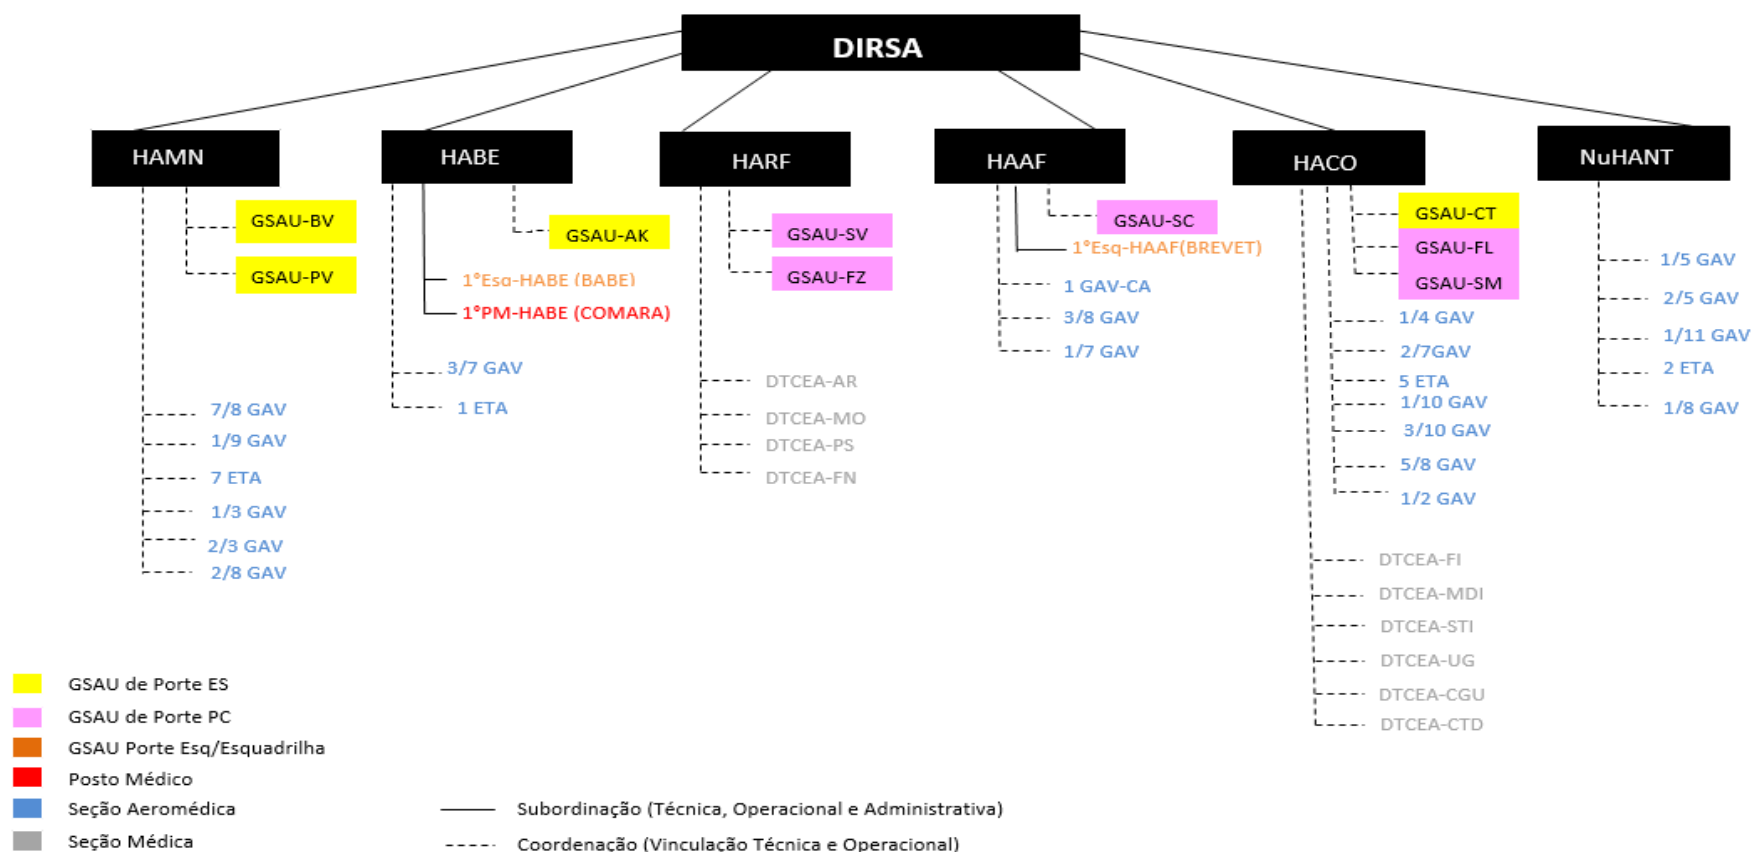 DIRSA
HAMN
HABE
HARF
HAAF
HACO
NuHANT
GSAU-BV
GSAU-PV
7/8 GAV
1/9 GAV
7 ETA
1/3 GAV
2/3 GAV
2/8 GAV
GSAU-AK
1°Esq-HABE (BABE)
1°PM-HABE (COMARA)
3/7 GAV
1 ETA
GSAU-SV
GSAU-FZ
DTCEA-AR
DTCEA-MO
DTCEA-PS
DTCEA-FN
GSAU-SC
1°Esq-HAAF(BREVET)
1 GAV-CA
3/8 GAV
1/7 GAV
GSAU-CT
GSAU-FL
GSAU-SM
1/4 GAV
2/7GAV
5 ETA
1/10 GAV
3/10 GAV
5/8 GAV
1/2 GAV
DTCEA-FI
DTCEA-MDI
DTCEA-STI
DTCEA-UG
DTCEA-CGU
DTCEA-CTD
1/5 GAV
2/5 GAV
1/11 GAV
2 ETA
1/8 GAV
GSAU de Porte ES
GSAU de Porte PC
GSAU Porte Esq/Esquadrilha
Posto Médico
Seção Aeromédica
Seção Médica
Subordinação (Técnica, Operacional e Administrativa)
Coordenação (Vinculação Técnica e Operacional)